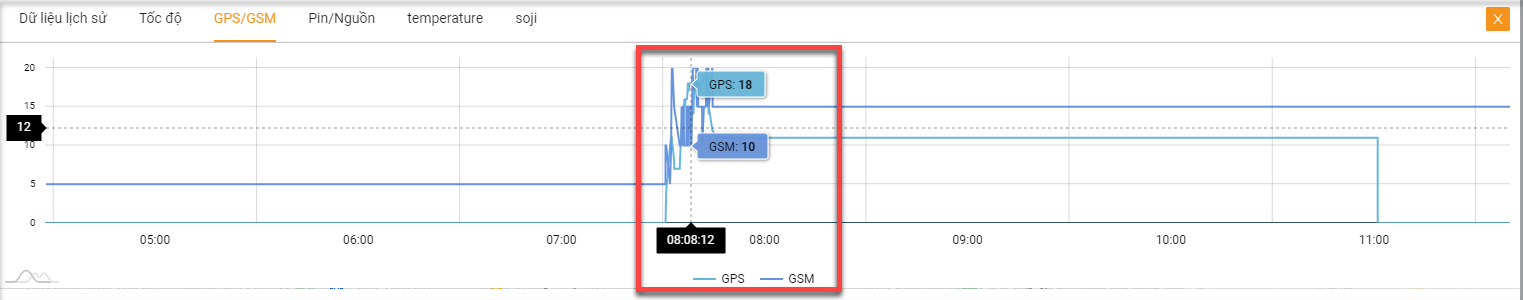 Dữ liệu lịch sử Tốc độ GPS/GSM Pin/Nguồn temperature soji X
20
GPS: 18
15
12
10
GSM: 10
5
0
05:00 06:00 07:00 08:08:12 08:00 09:00 10:00 11:00
GPS GSM